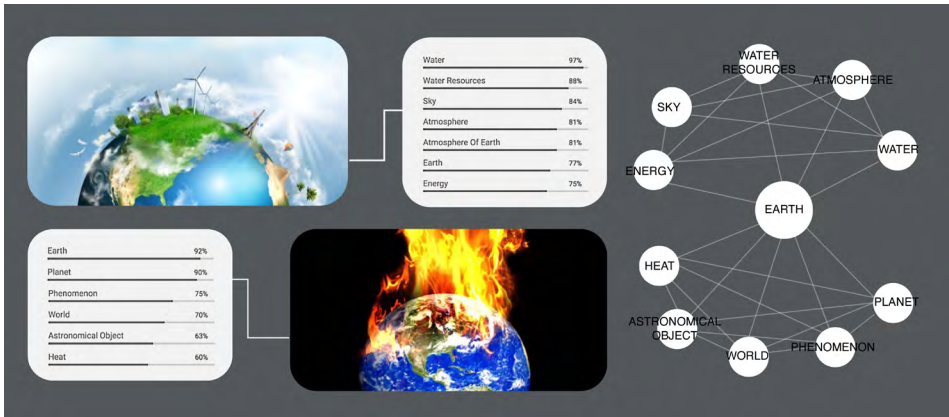 Water 97%
Water Resources 88%
Sky 84%
Atmosphere 81%
Atmosphere Of Earth 81%
Earth 77%
Energy 75%
Earth 92%
Planet 90%
Phenomenon 75%
World 70%
Astronomical Object 63%
Heat 60%
WATER
RESOURCES
ATMOSPHERE
SKY
WATER
ENERGY
EARTH
HEAT
PLANET
ASTRONOMICAL
OBJECT
WORLD
PHENOMENON